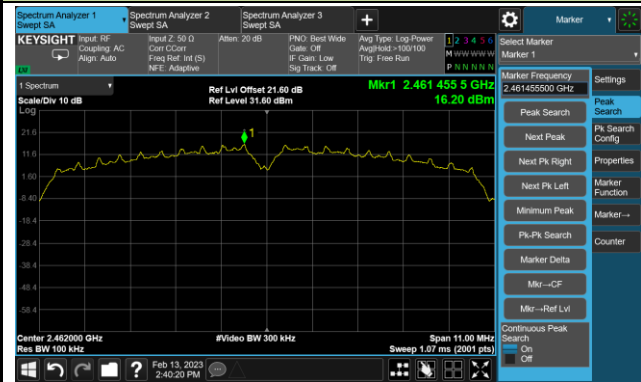 Spectrum Analyzer 1
Swept SA
Spectrum Analyzer 2
Swept SA
Spectrum Analyzer 3
Swept SA
+
Marker
KEYSIGHT
Input: RF
Coupling: AC
Align: Auto
Input Z: 50 Ω
Corr CCorr
Freq Ref: Int (S)
NFE: Adaptive
Atten: 20 dB
PNO: Best Wide
Gate: Off
IF Gain: Low
Sig Track: Off
Avg Type: Log-Power
Avg|Hold:>100/100
Trig: Free Run
1 2 3 4 5 6
M W W W W W
P N N N N N
LW
Select Marker
Marker 1
1 Spectrum
Scale/Div 10 dB
Log
Ref Lvl Offset 21.60 dB
Ref Level 31.60 dBm
Mkr1 2.461 455 5 GHz
16.20 dBm
1
21.6
11.6
1.60
-8.40
-18.4
-28.4
-38.4
-48.4
-58.4
Center 2.462000 GHz
Res BW 100 kHz
#Video BW 300 kHz
Span 11.00 MHz
Sweep 1.07 ms (2001 pts)
Marker Frequency
2.461455500 GHz
Peak Search
Next Peak
Next Pk Right
Next Pk Left
Minimum Peak
Pk-Pk Search
Marker Delta
Mkr→CF
Mkr→Ref Lvl
Continuous Peak
Search
On
Off
Settings
Peak
Search
Pk Search
Config
Properties
Marker
Function
Marker→
Counter
?
Feb 13, 2023
2:40:20 PM